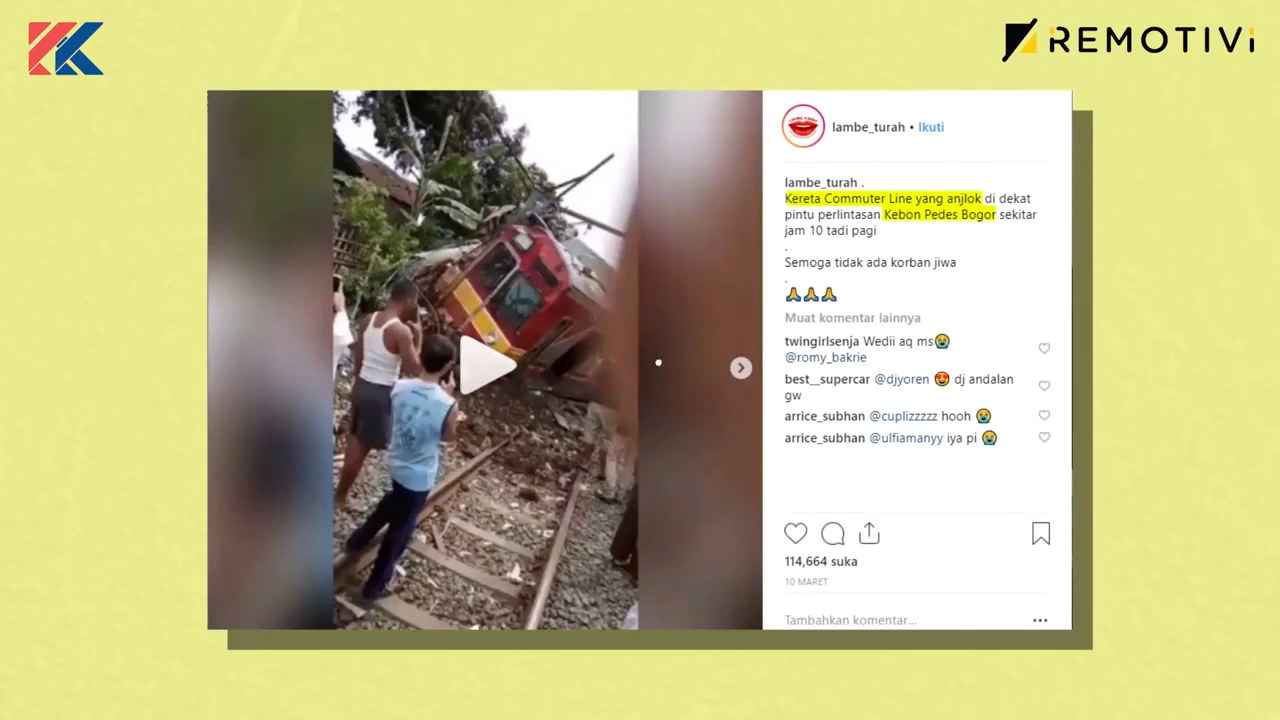 REMOTIVI
lambe_turah • Ikuti
lambe_turah .
Kereta Commuter Line yang anjlok di dekat
pintu perlintasan Kebon Pedes Bogor sekitar
jam 10 tadi pagi
.
Semoga tidak ada korban jiwa
.
🙏🙏🙏
Muat komentar lainnya
twingirlsenja Wedii aq ms😭
@romy_bakrie
best__supercar @djyoren 😍 dj andalan
gw
arrice_subhan @cuplizzzzz hooh 😭
arrice_subhan @ulfiamanyy iya pi 😭
114,664 suka
10 MARET
Tambahkan komentar...